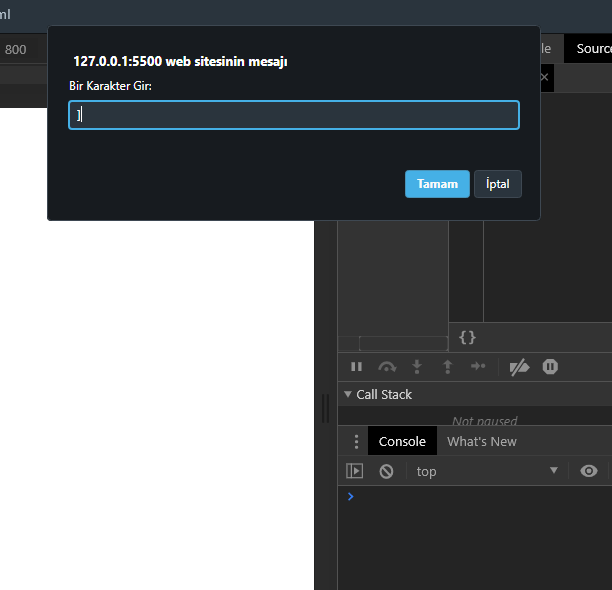 ml
800
le
Source
127.0.0.1:5500 web sitesinin mesajı
Bir Karakter Gir:
]
Tamam
İptal
{}
Call Stack
Not paused
Console
What's New
top